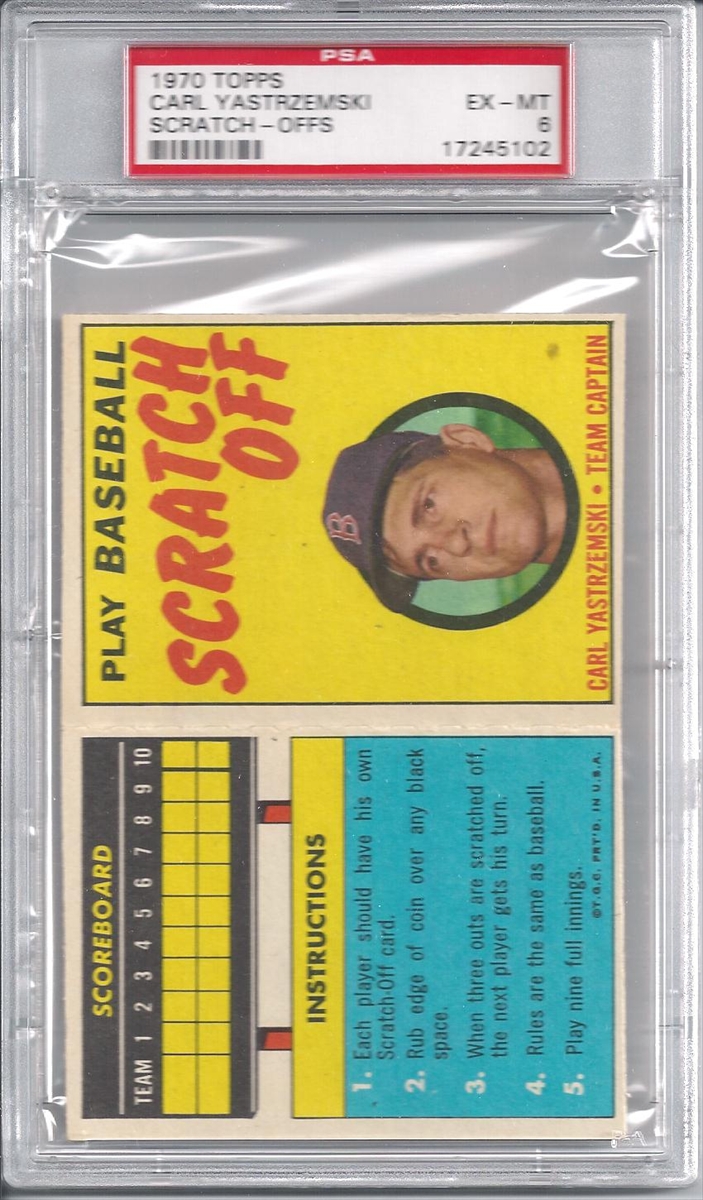 PSA
1970 TOPPS
CARL YASTRZEMSKI EX-MT
SCRATCH-OFFS 6
17245102
PLAY BASEBALL
SCRATCH
OFF
B
CARL YASTRZEMSKI • TEAM CAPTAIN
SCOREBOARD
TEAM 1 2 3 4 5 6 7 8 9 10
INSTRUCTIONS
1. Each player should have his own
Scratch-Off card.
2. Rub edge of coin over any black
space.
3. When three outs are scratched off,
the next player gets his turn.
4. Rules are the same as baseball.
5. Play nine full innings.
©T.C.G. PRT'D. IN U.S.A.